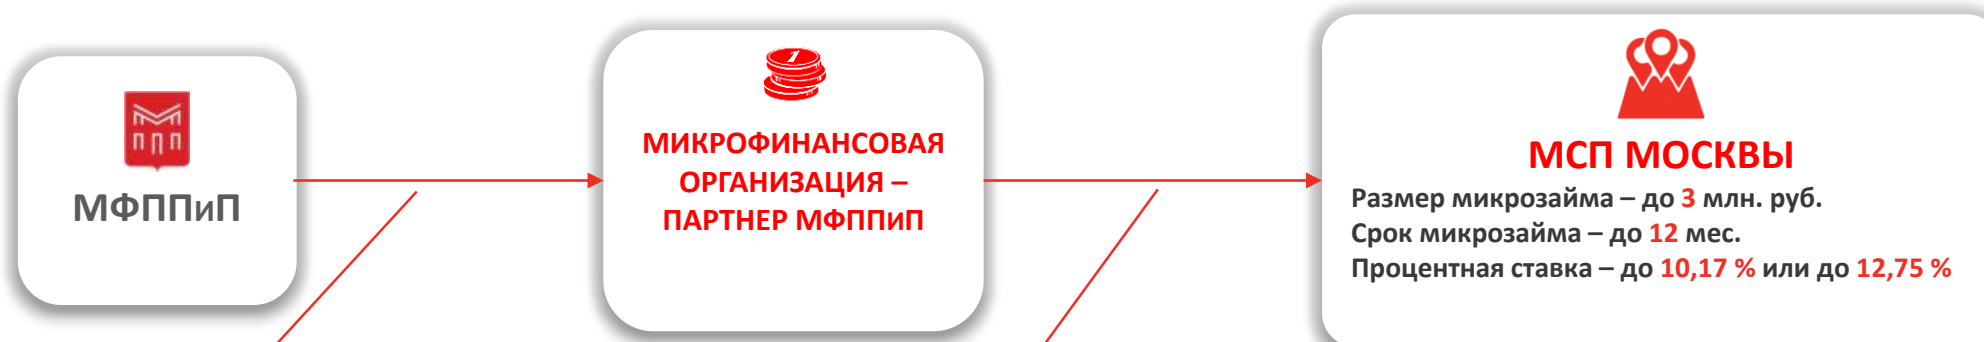 МФППиП
МИКРОФИНАНСОВАЯ
ОРГАНИЗАЦИЯ –
ПАРТНЕР МФППиП
МСП МОСКВЫ
Размер микрозайма – до 3 млн. руб.
Срок микрозайма – до 12 мес.
Процентная ставка – до 10,17 % или до 12,75 %